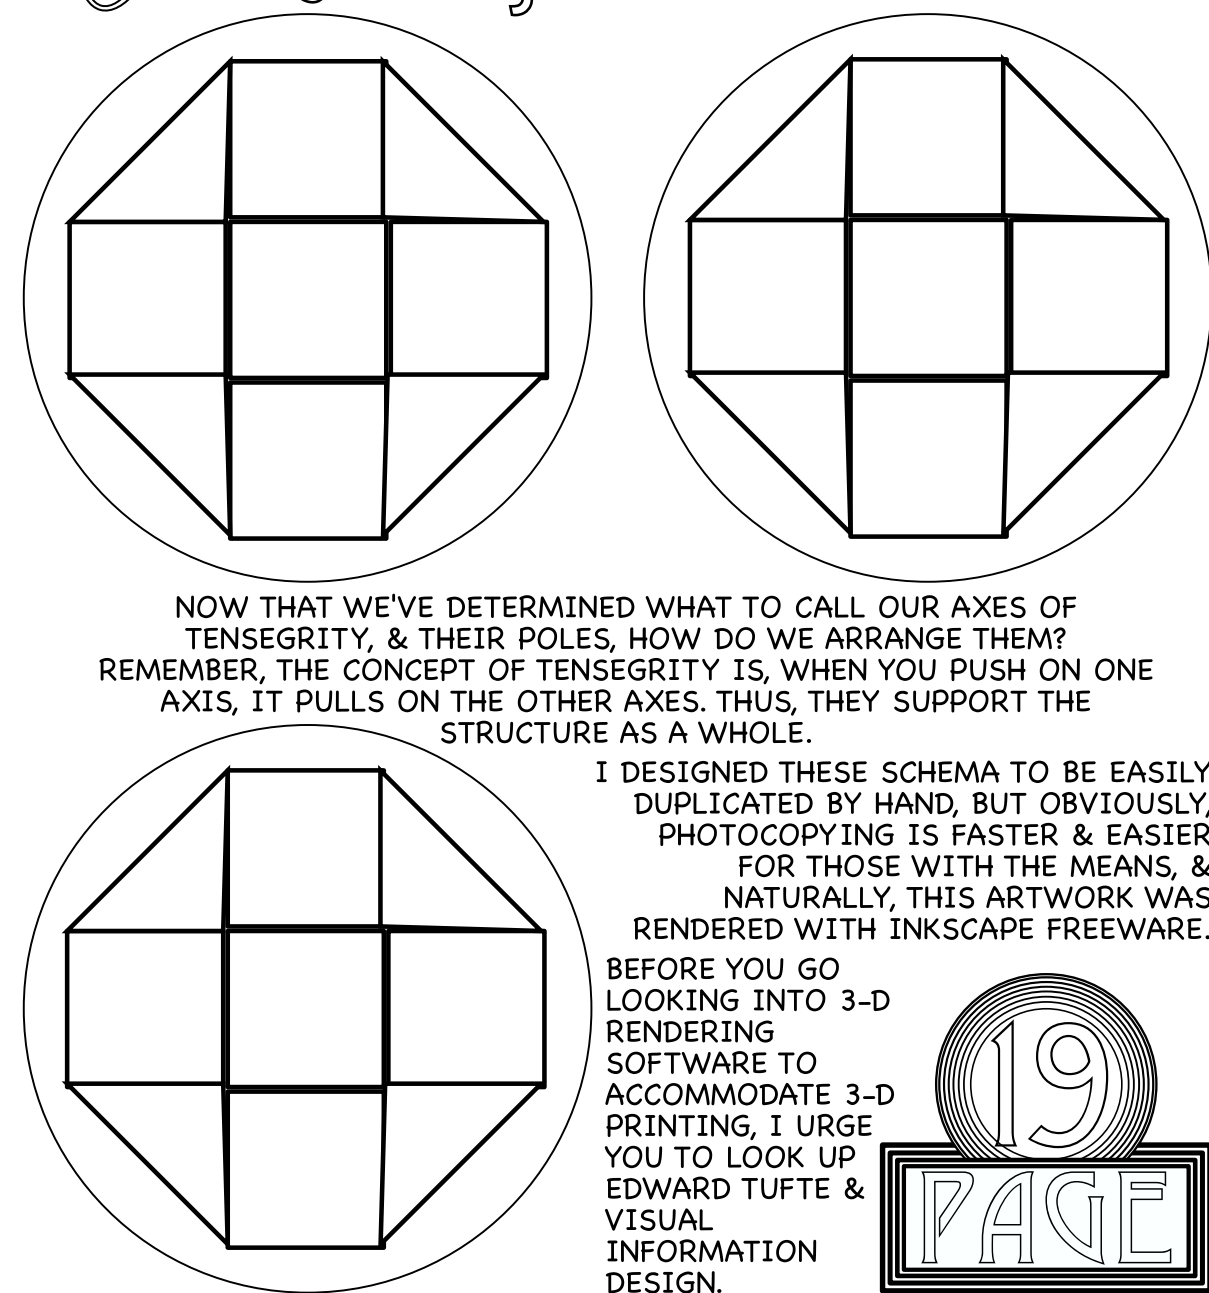 NOW THAT WE'VE DETERMINED WHAT TO CALL OUR AXES OF
TENSEGRITY, & THEIR POLES, HOW DO WE ARRANGE THEM?
REMEMBER, THE CONCEPT OF TENSEGRITY IS, WHEN YOU PUSH ON ONE
AXIS, IT PULLS ON THE OTHER AXES. THUS, THEY SUPPORT THE
STRUCTURE AS A WHOLE.
I DESIGNED THESE SCHEMA TO BE EASILY
DUPLICATED BY HAND, BUT OBVIOUSLY,
PHOTOCOPYING IS FASTER & EASIER
FOR THOSE WITH THE MEANS, &
NATURALLY, THIS ARTWORK WAS
RENDERED WITH INKSCAPE FREEWARE.
BEFORE YOU GO
LOOKING INTO 3-D
RENDERING
SOFTWARE TO
ACCOMMODATE 3-D
PRINTING, I URGE
YOU TO LOOK UP
EDWARD TUFTE &
VISUAL
INFORMATION
DESIGN.
19
PAGE